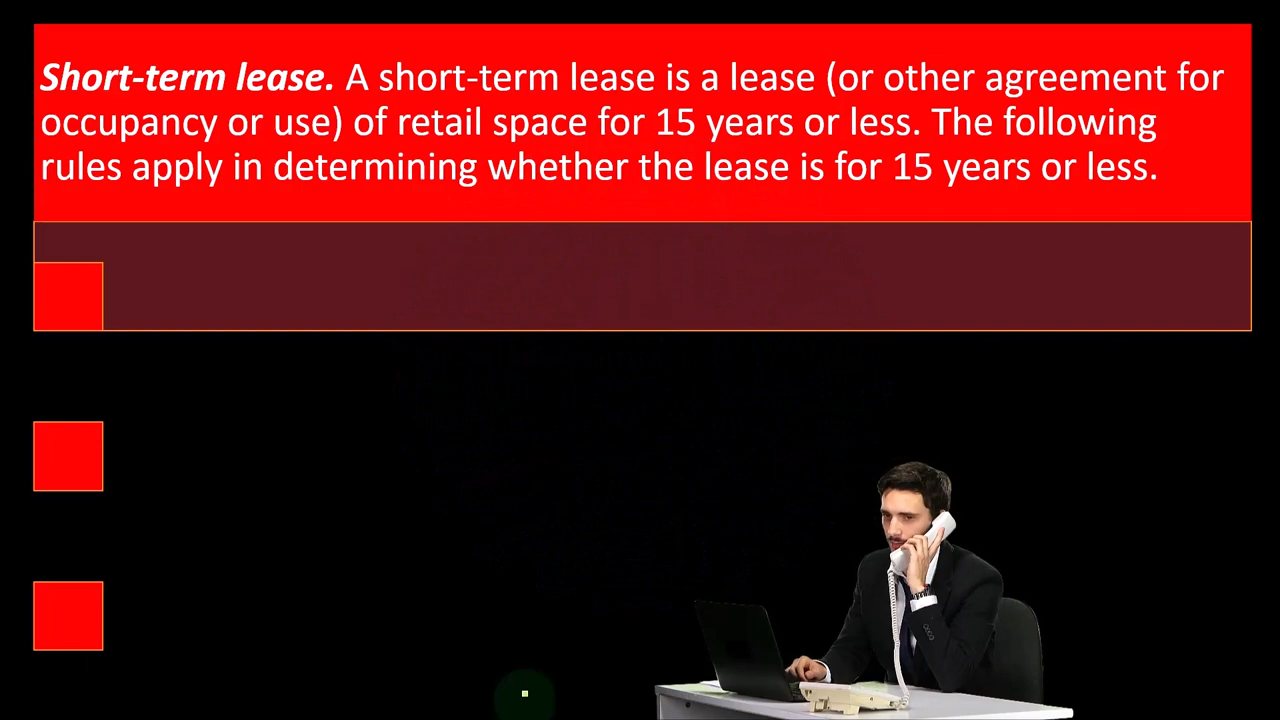 Short-term lease. A short-term lease is a lease (or other agreement for
occupancy or use) of retail space for 15 years or less. The following
rules apply in determining whether the lease is for 15 years or less.